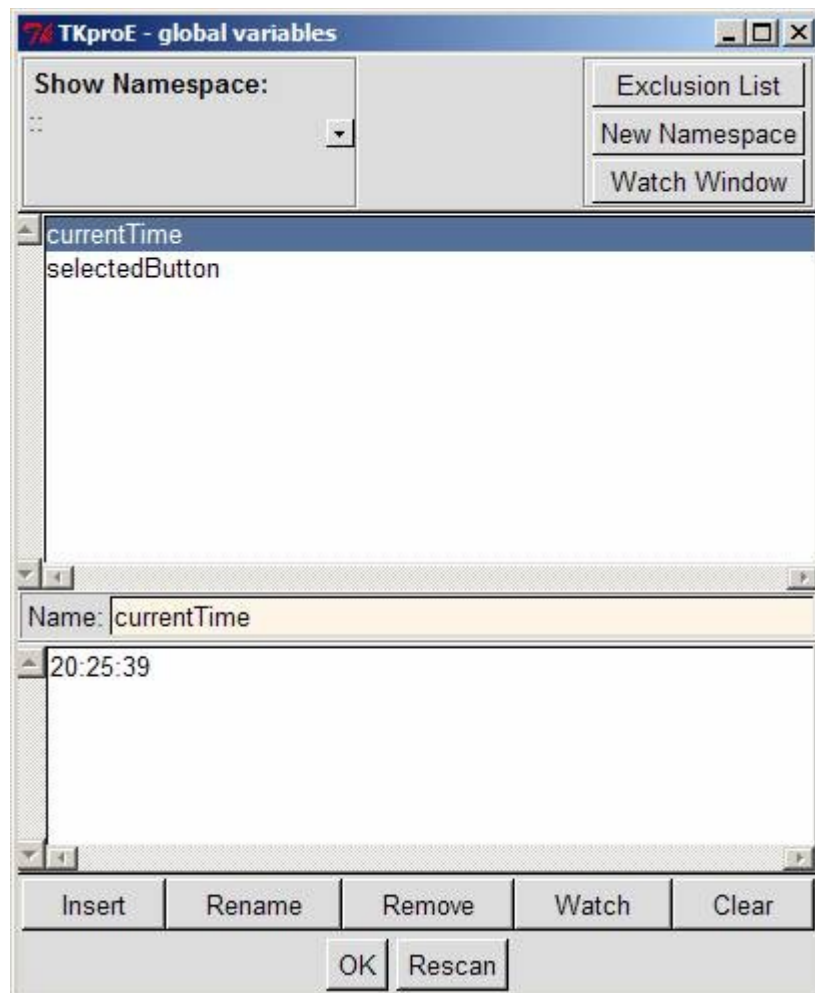 TKproE - global variables
Show Namespace:
::
Exclusion List
New Namespace
Watch Window
currentTime
selectedButton
Name: currentTime
20:25:39
Insert Rename Remove Watch Clear
OK Rescan